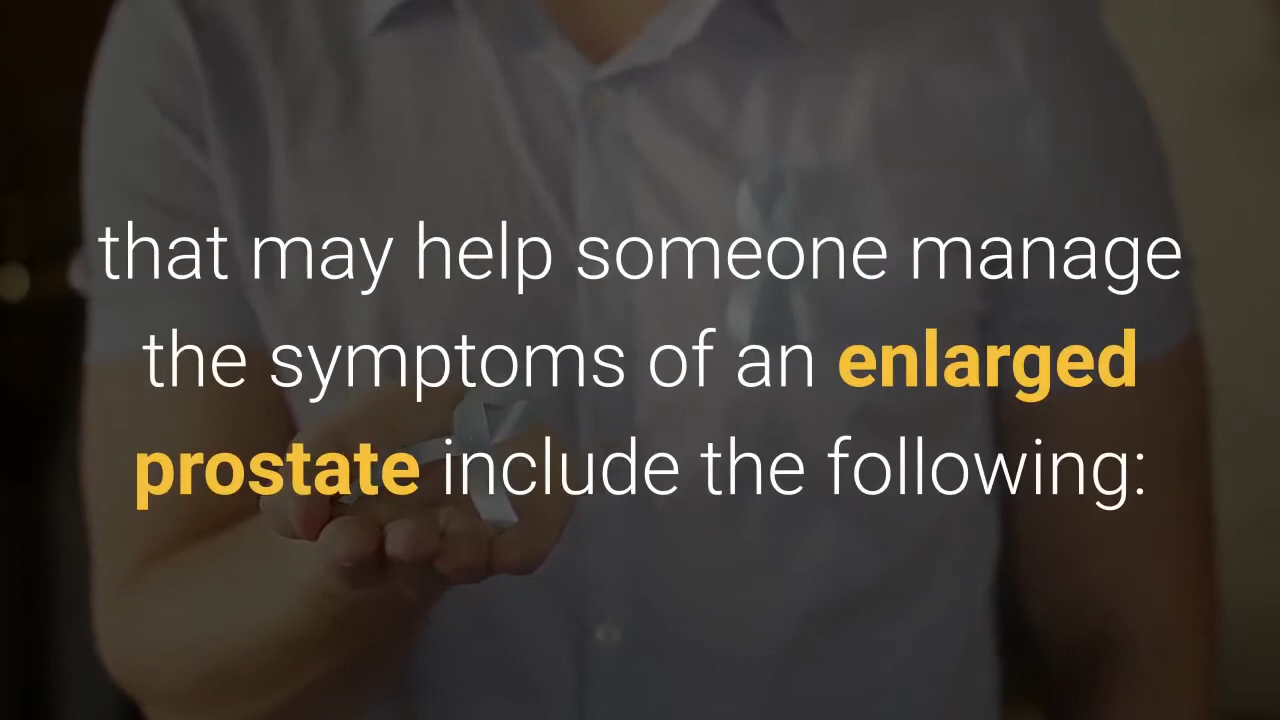 that may help someone manage
the symptoms of an enlarged
prostate include the following: